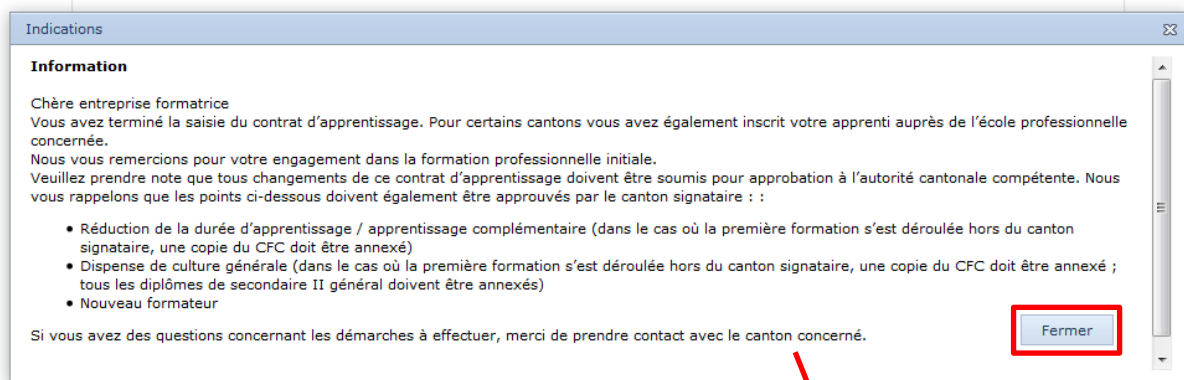 Indications
Information
Chère entreprise formatrice
Vous avez terminé la saisie du contrat d’apprentissage. Pour certains cantons vous avez également inscrit votre apprenti auprès de l’école professionnelle
concernée.
Nous vous remercions pour votre engagement dans la formation professionnelle initiale.
Veuillez prendre note que tous changements de ce contrat d’apprentissage doivent être soumis pour approbation à l’autorité cantonale compétente. Nous
vous rappelons que les points ci-dessous doivent également être approuvés par le canton signataire : :
• Réduction de la durée d’apprentissage / apprentissage complémentaire (dans le cas où la première formation s’est déroulée hors du canton
signataire, une copie du CFC doit être annexé)
• Dispense de culture générale (dans le cas où la première formation s’est déroulée hors du canton signataire, une copie du CFC doit être annexé ;
tous les diplômes de secondaire II général doivent être annexés)
• Nouveau formateur
Si vous avez des questions concernant les démarches à effectuer, merci de prendre contact avec le canton concerné.
Fermer